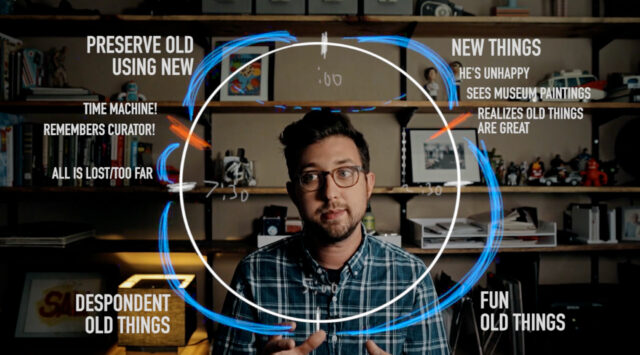 PRESERVE OLD
USING NEW
TIME MACHINE!
REMEMBERS CURATOR!
ALL IS LOST/TOO FAR
DESPONDENT
OLD THINGS
NEW THINGS
HE'S UNHAPPY
SEES MUSEUM PAINTINGS
REALIZES OLD THINGS
ARE GREAT
FUN
OLD THINGS
:00
7:30